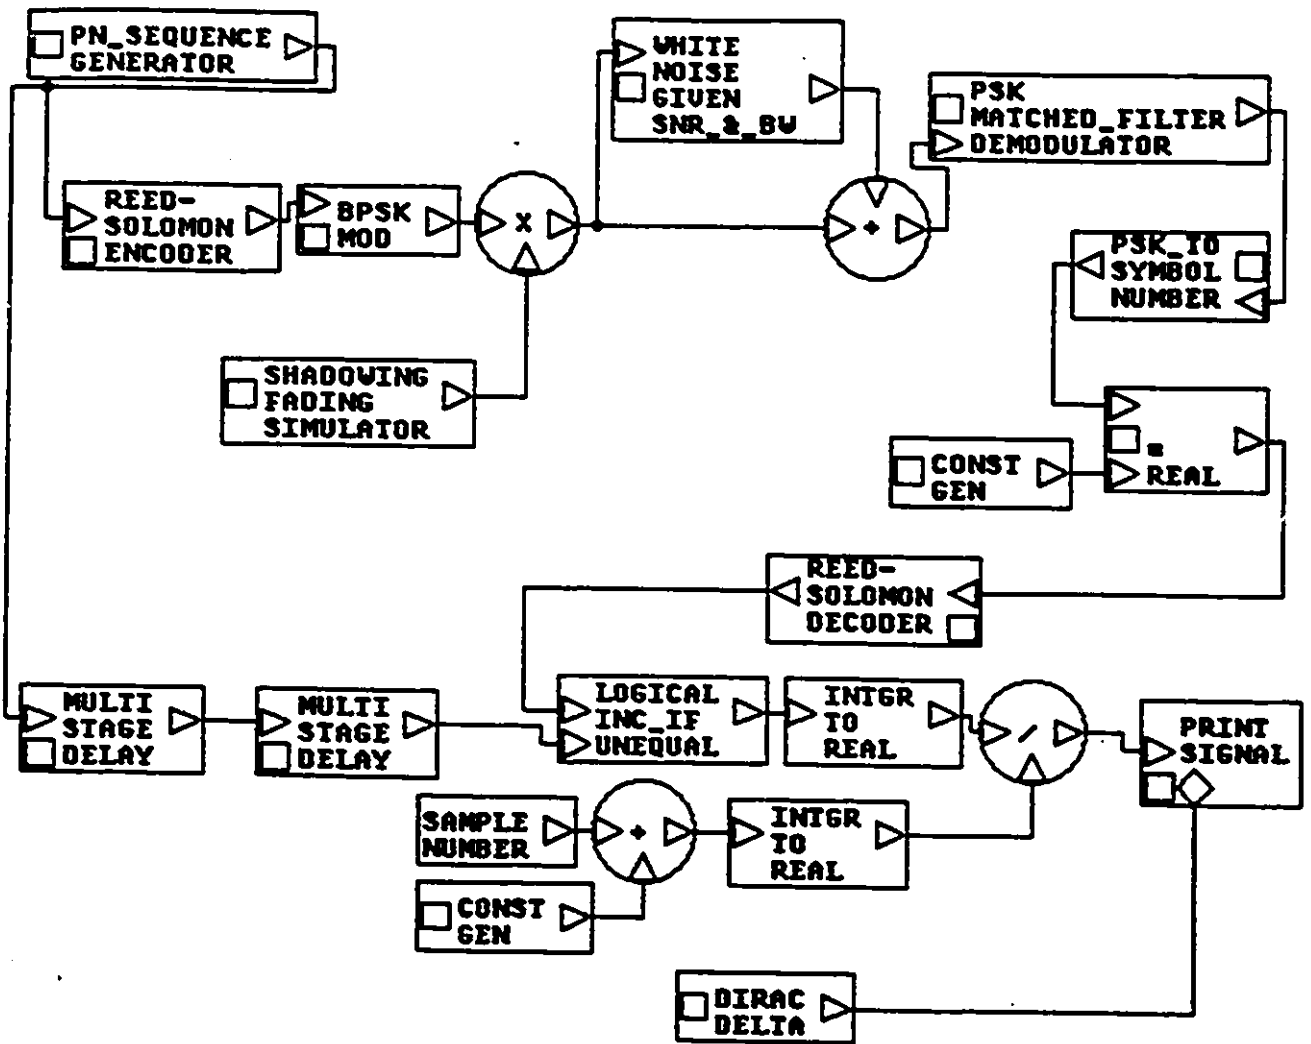 PN_SEQUENCE
GENERATOR
WHITE
NOISE
GIVEN
SNR_&_BW
PSK
MATCHED_FILTER
DEMODULATOR
REED-
SOLOMON
ENCODER
BPSK
MOD
X
+
PSK_TO
SYMBOL
NUMBER
SHADOWING
FADING
SIMULATOR
=
REAL
CONST
GEN
REED-
SOLOMON
DECODER
MULTI
STAGE
DELAY
MULTI
STAGE
DELAY
LOGICAL
INC_IF
UNEQUAL
INTGR
TO
REAL
/
PRINT
SIGNAL
SAMPLE
NUMBER
+
INTGR
TO
REAL
CONST
GEN
DIRAC
DELTA